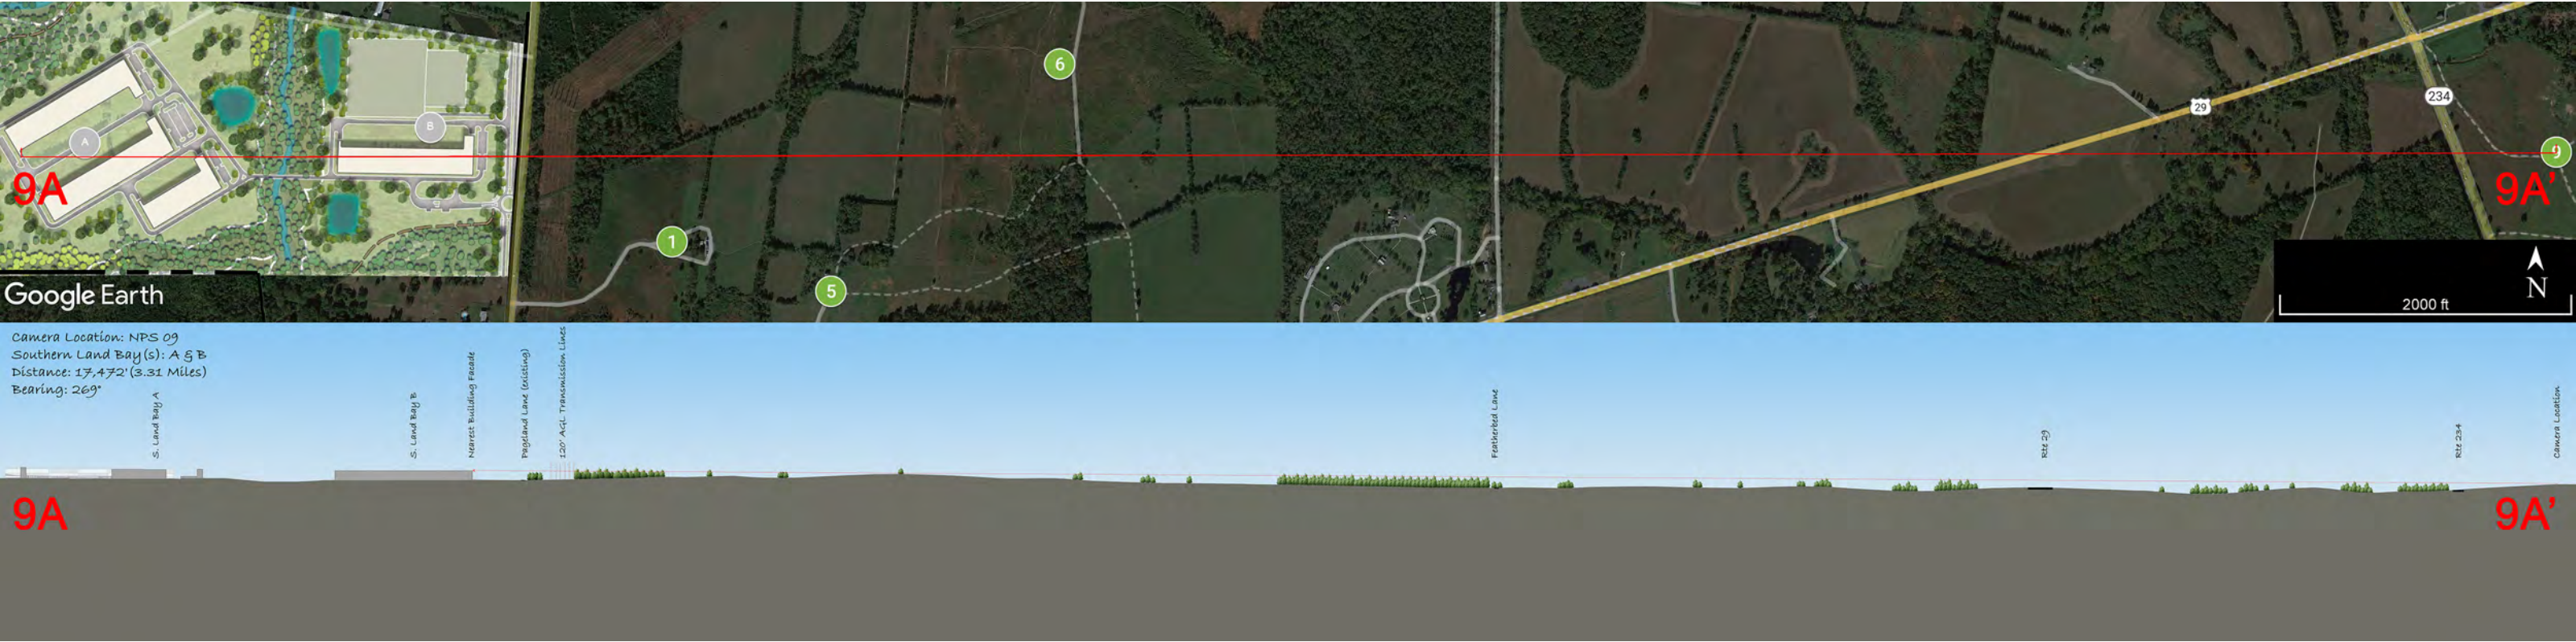 A
B
6
29
234
9
9A
9A'
1
5
Google Earth
N
2000 ft
Camera Location: NPS 09
Southern Land Bay(s): A & B
Distance: 17,472' (3.31 Miles)
Bearing: 269°
S. Land Bay A
S. Land Bay B
Nearest Building Facade
Pageland Lane (existing)
120' AGL Transmission Lines
Featherbed Lane
Rte 29
Rte 234
Camera Location
9A
9A'